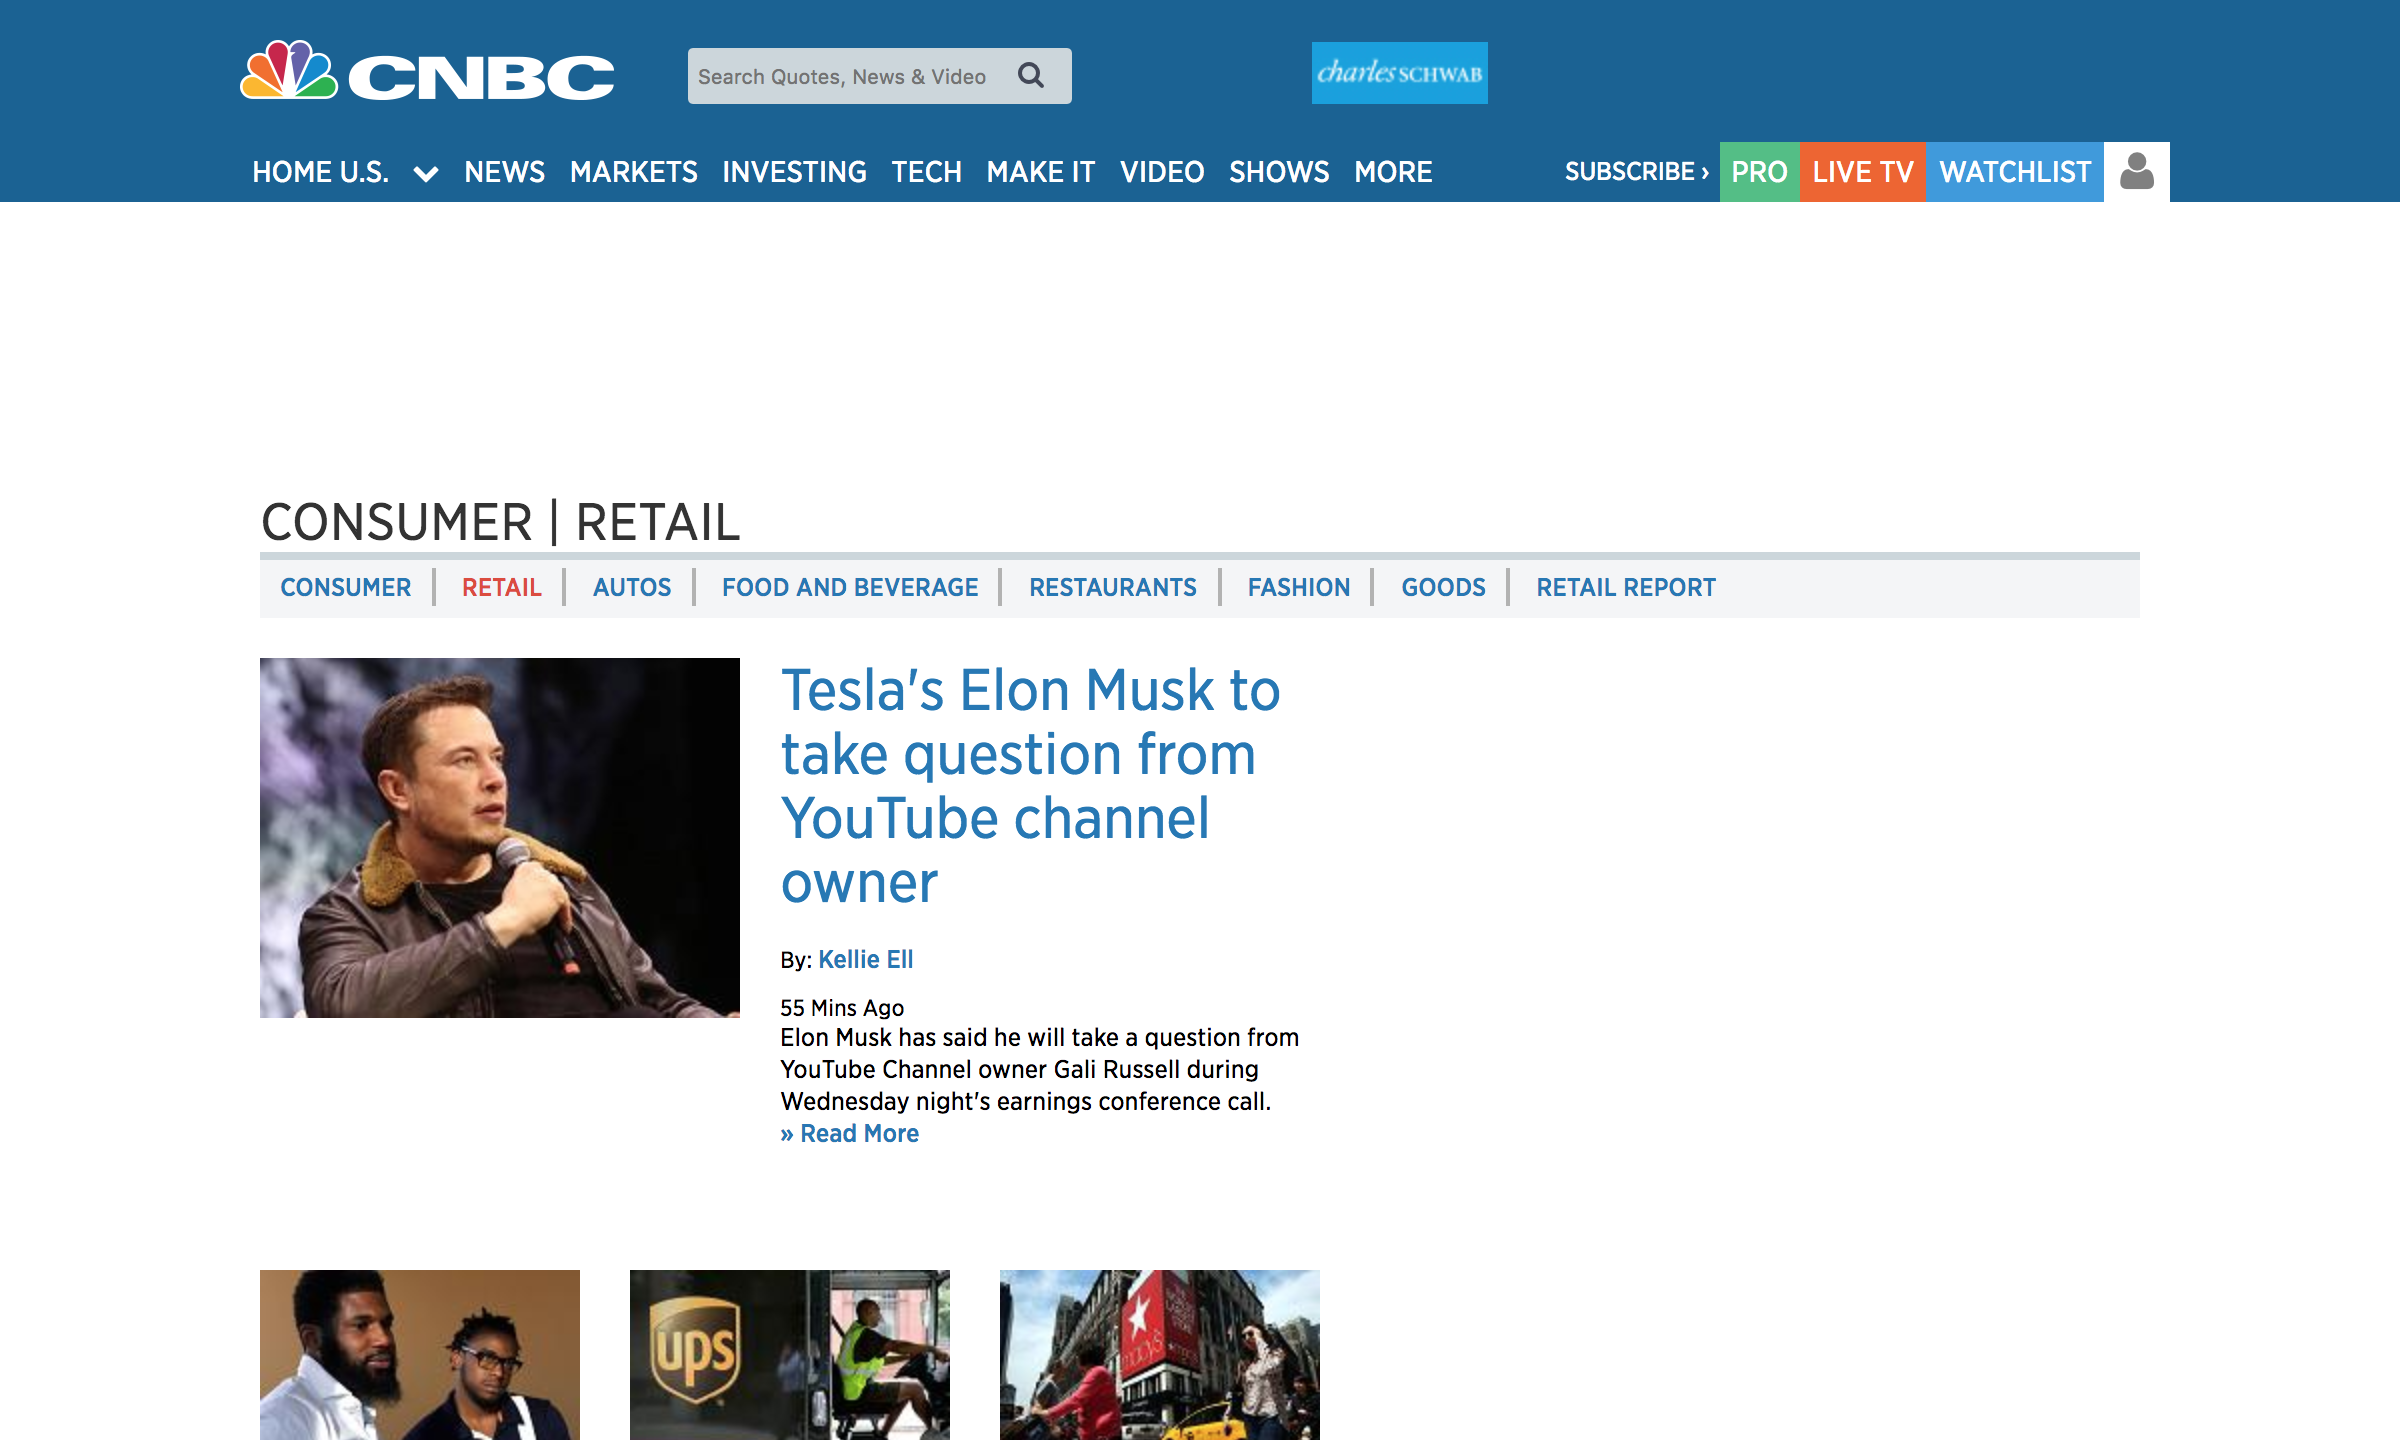 CNBC
Search Quotes, News & Video
charles SCHWAB
HOME U.S. NEWS MARKETS INVESTING TECH MAKE IT VIDEO SHOWS MORE SUBSCRIBE › PRO LIVE TV WATCHLIST
CONSUMER | RETAIL
CONSUMER RETAIL AUTOS FOOD AND BEVERAGE RESTAURANTS FASHION GOODS RETAIL REPORT
Tesla's Elon Musk to
take question from
YouTube channel
owner
By: Kellie Ell
55 Mins Ago
Elon Musk has said he will take a question from
YouTube Channel owner Gali Russell during
Wednesday night's earnings conference call.
» Read More
ups
macy's